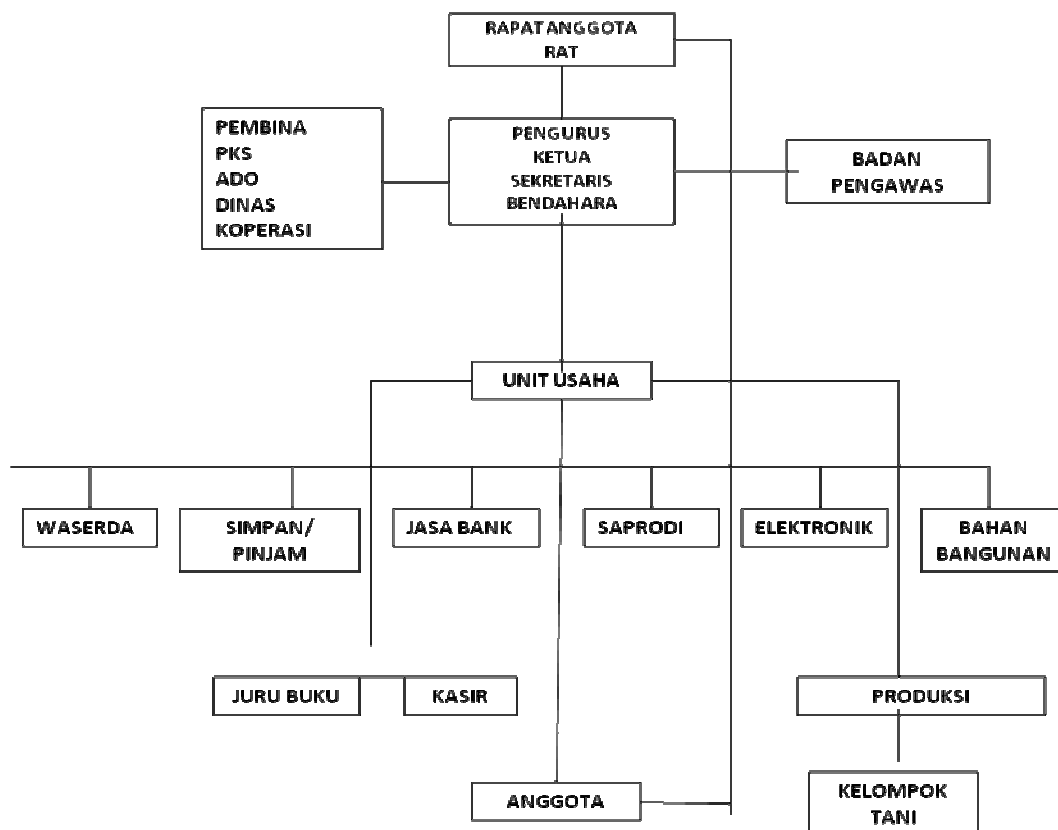 RAPAT ANGGOTA
RAT
PEMBINA
PKS
ADO
DINAS
KOPERASI
PENGURUS
KETUA
SEKRETARIS
BENDAHARA
BADAN
PENGAWAS
UNIT USAHA
WASERDA
SIMPAN/
PINJAM
JASA BANK
SAPRODI
ELEKTRONIK
BAHAN
BANGUNAN
JURU BUKU
KASIR
PRODUKSI
ANGGOTA
KELOMPOK
TANI